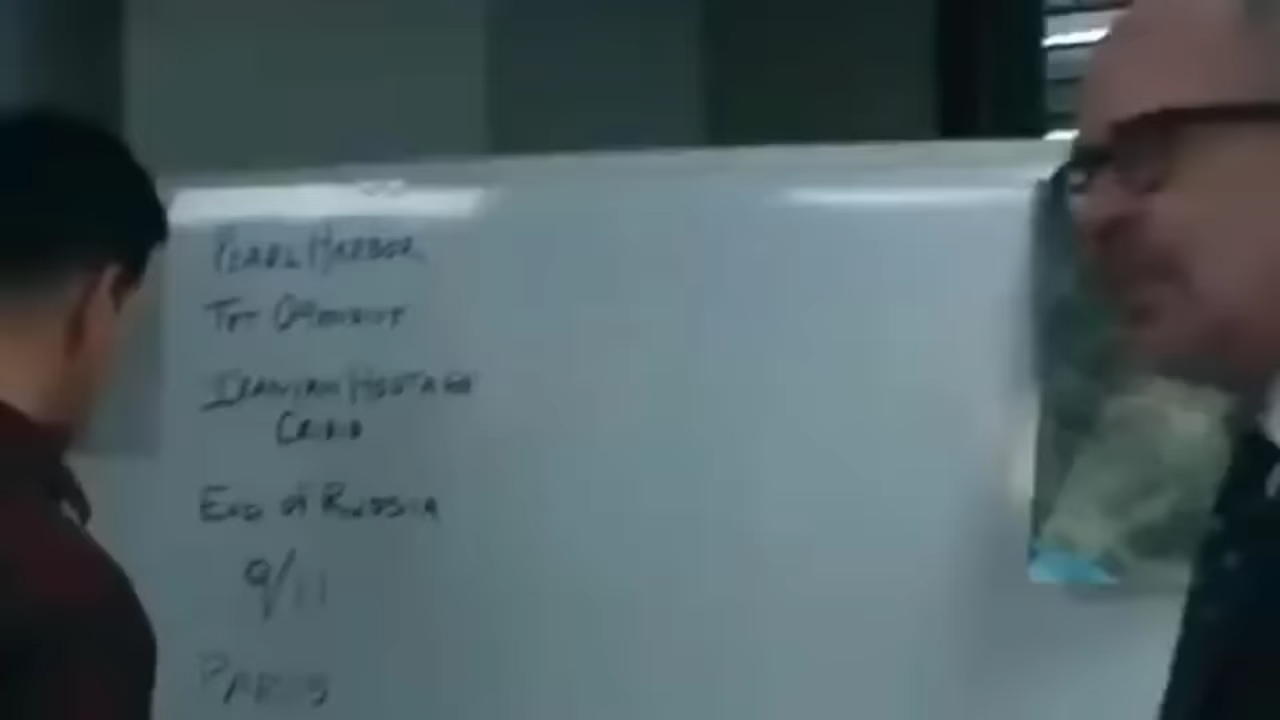 PEARL HARBOR
TET OFFENSIVE
IRANIAN HOSTAGE
CRISIS
END OF RUSSIA
9/11
PARIS